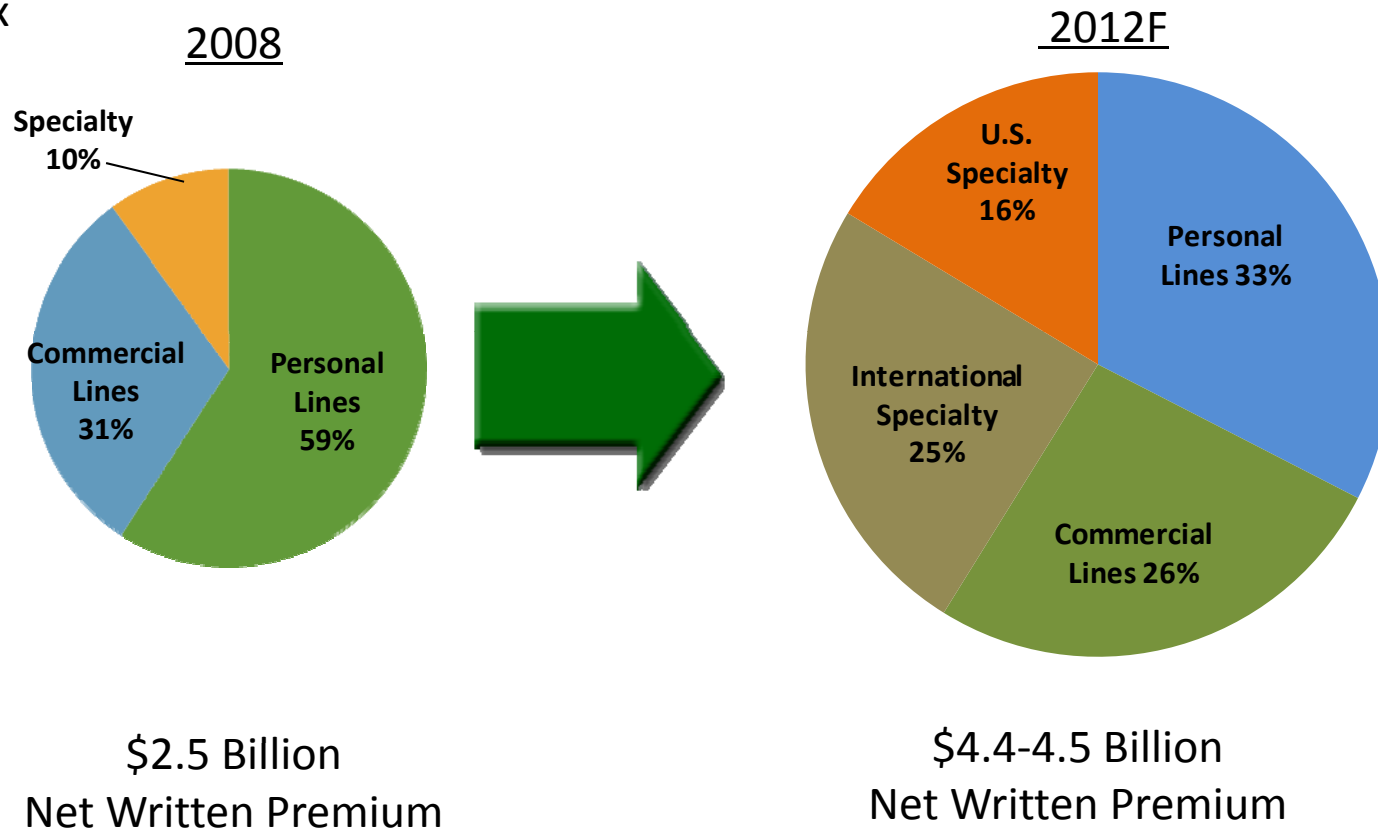 x
2008
Specialty
10%
Commercial
Lines
31%
Personal
Lines
59%
$2.5 Billion
Net Written Premium
2012F
U.S.
Specialty
16%
Personal
Lines 33%
International
Specialty
25%
Commercial
Lines 26%
$4.4-4.5 Billion
Net Written Premium